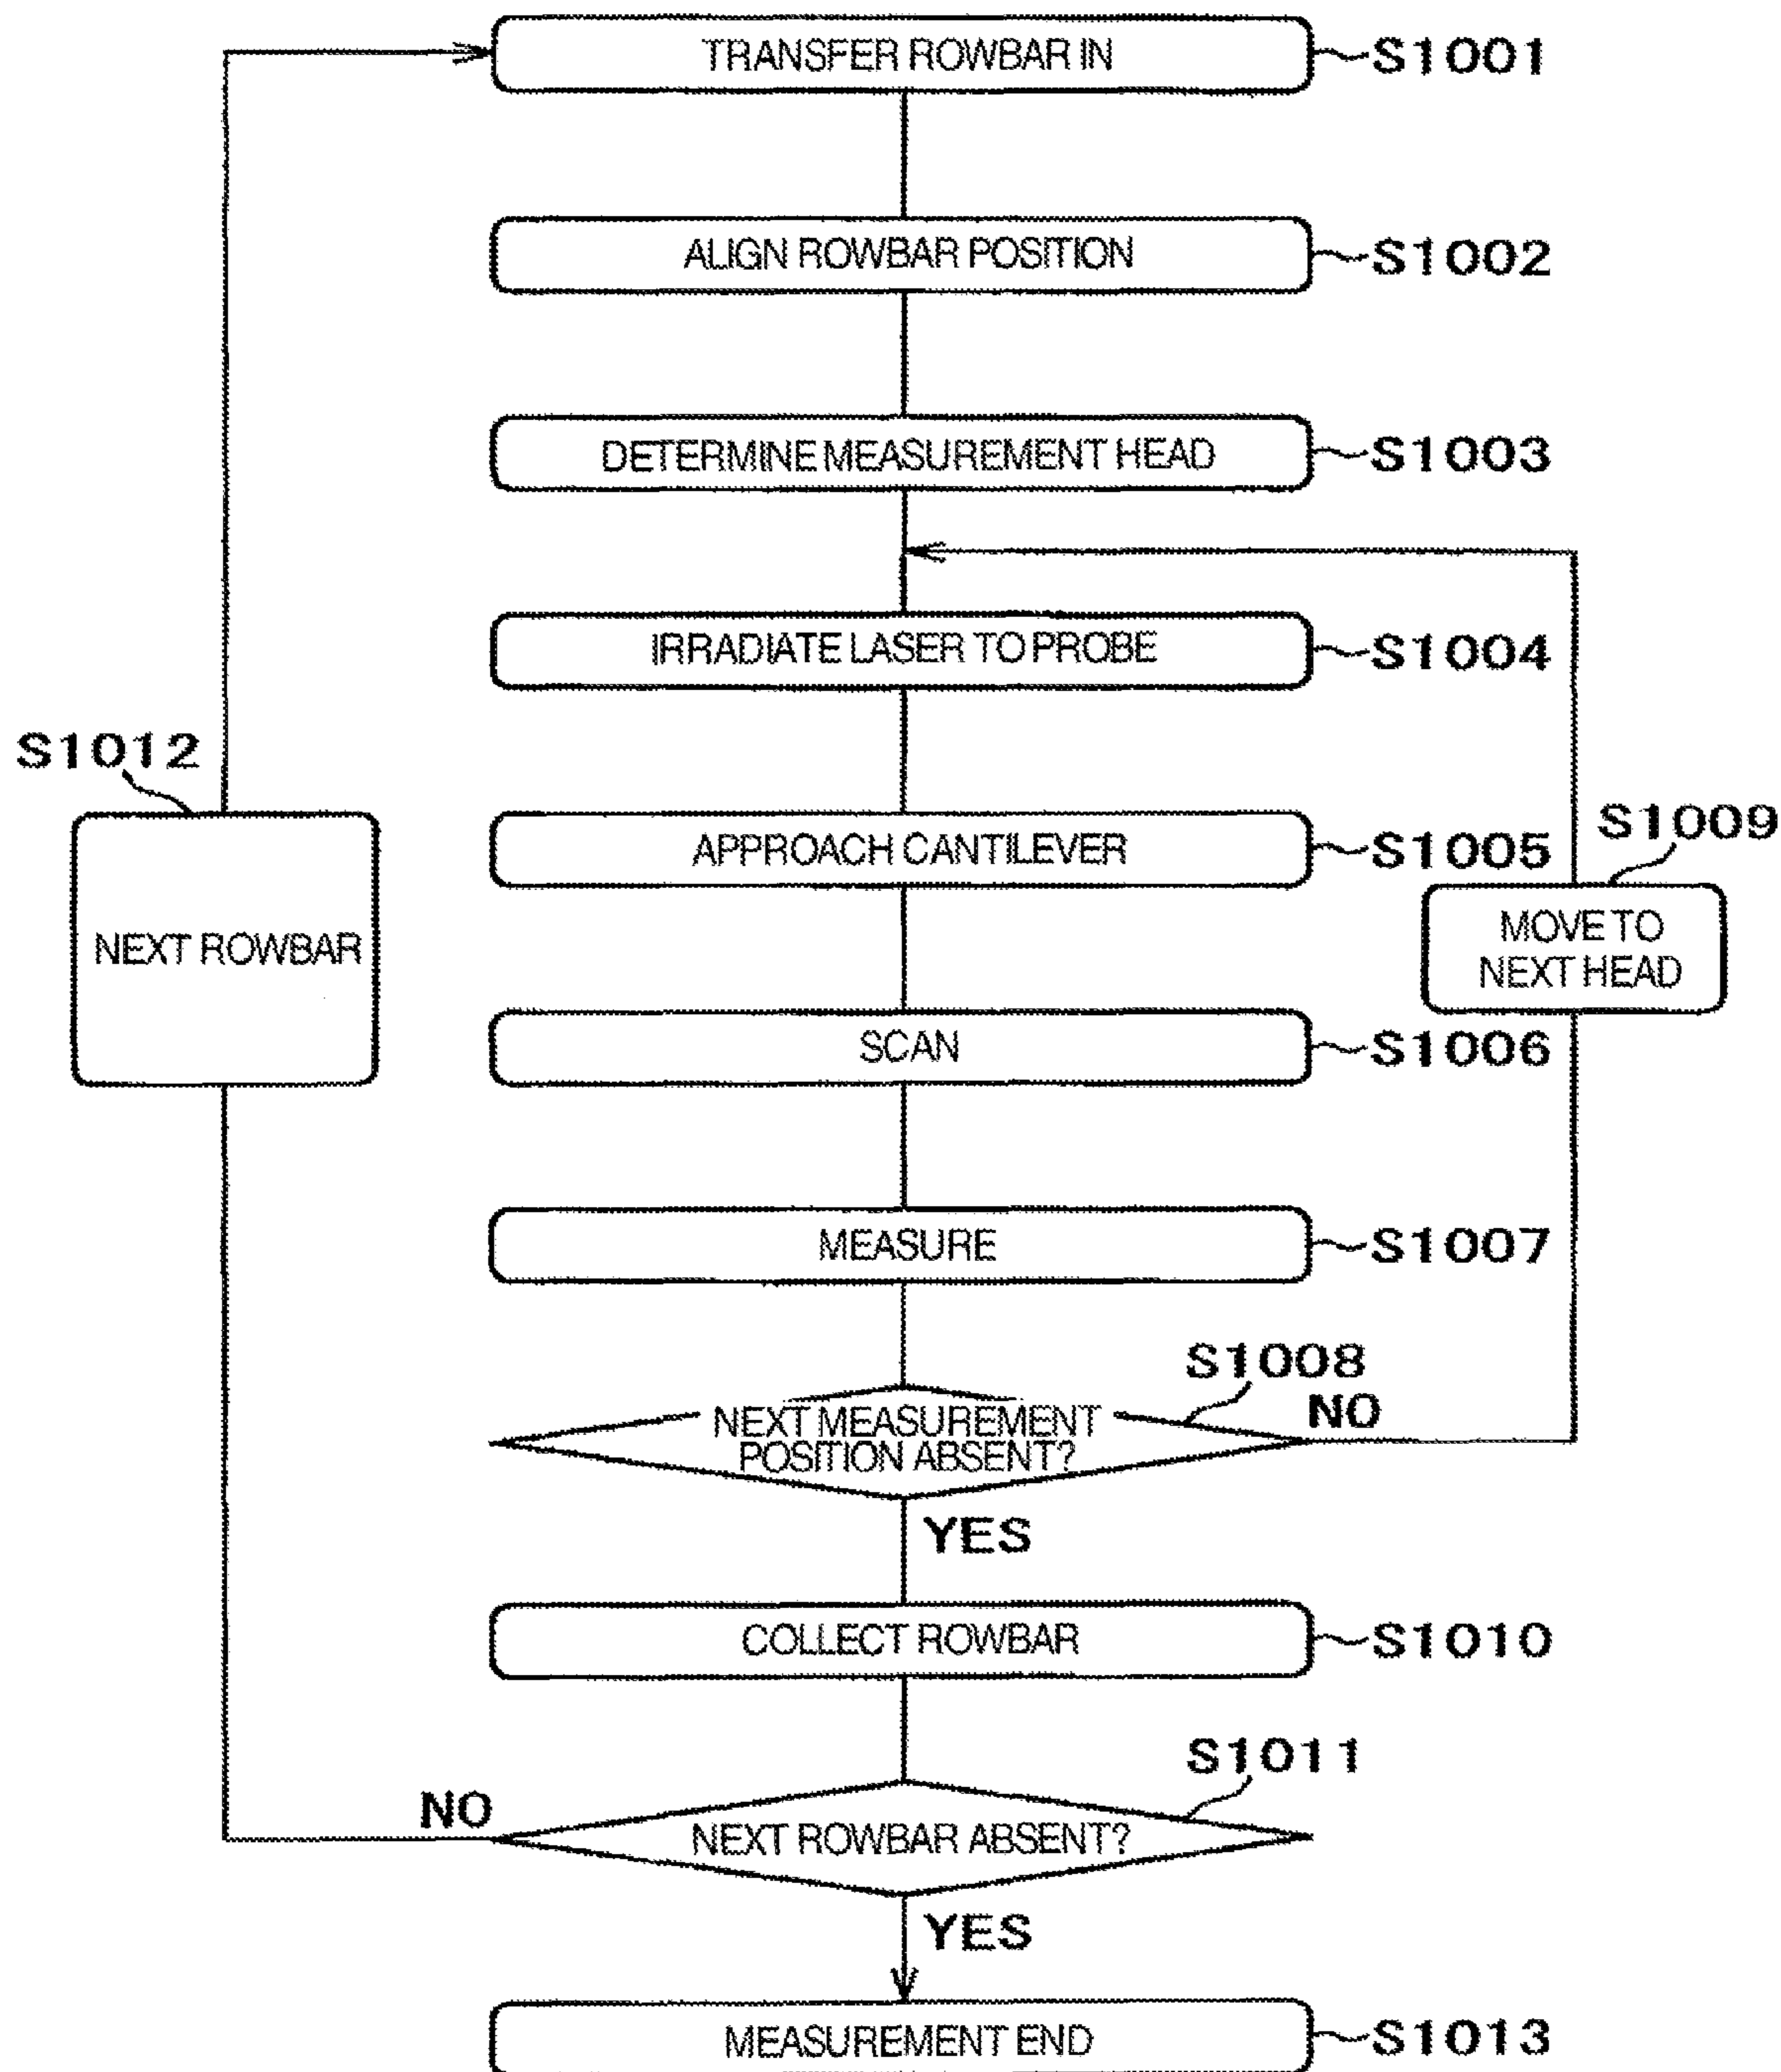 TRANSFER ROWBAR IN
S1001
ALIGN ROWBAR POSITION
S1002
DETERMINE MEASUREMENT HEAD
S1003
IRRADIATE LASER TO PROBE
S1004
S1012
NEXT ROWBAR
APPROACH CANTILEVER
S1005
S1009
MOVE TO
NEXT HEAD
SCAN
S1006
MEASURE
S1007
S1008
NEXT MEASUREMENT
POSITION ABSENT?
NO
YES
COLLECT ROWBAR
S1010
S1011
NO
NEXT ROWBAR ABSENT?
YES
MEASUREMENT END
S1013